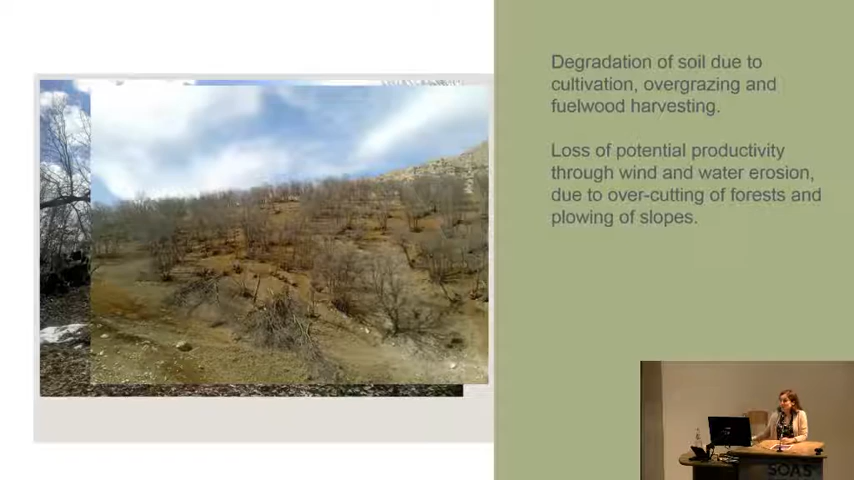 Degradation of soil due to
cultivation, overgrazing and
fuelwood harvesting.
Loss of potential productivity
through wind and water erosion,
due to over-cutting of forests and
plowing of slopes.
SOAS